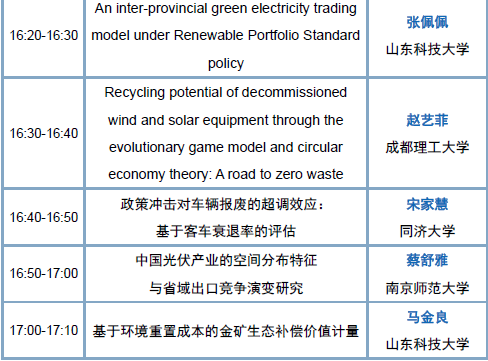 An inter-provincial green electricity trading
16:20-16:30
model under Renewable Portfolio Standard
policy
张佩佩
山东科技大学
Recycling potential of decommissioned
16:30-16:40
wind and solar equipment through the
evolutionary game model and circular
economy theory: A road to zero waste
赵艺菲
成都理工大学
16:40-16:50
政策冲击对车辆报废的超调效应：
基于客车衰退率的评估
宋家慧
同济大学
16:50-17:00
中国光伏产业的空间分布特征
与省域出口竞争演变研究
蔡舒雅
南京师范大学
17:00-17:10
基于环境重置成本的金矿生态补偿价值计量
马金良
山东科技大学